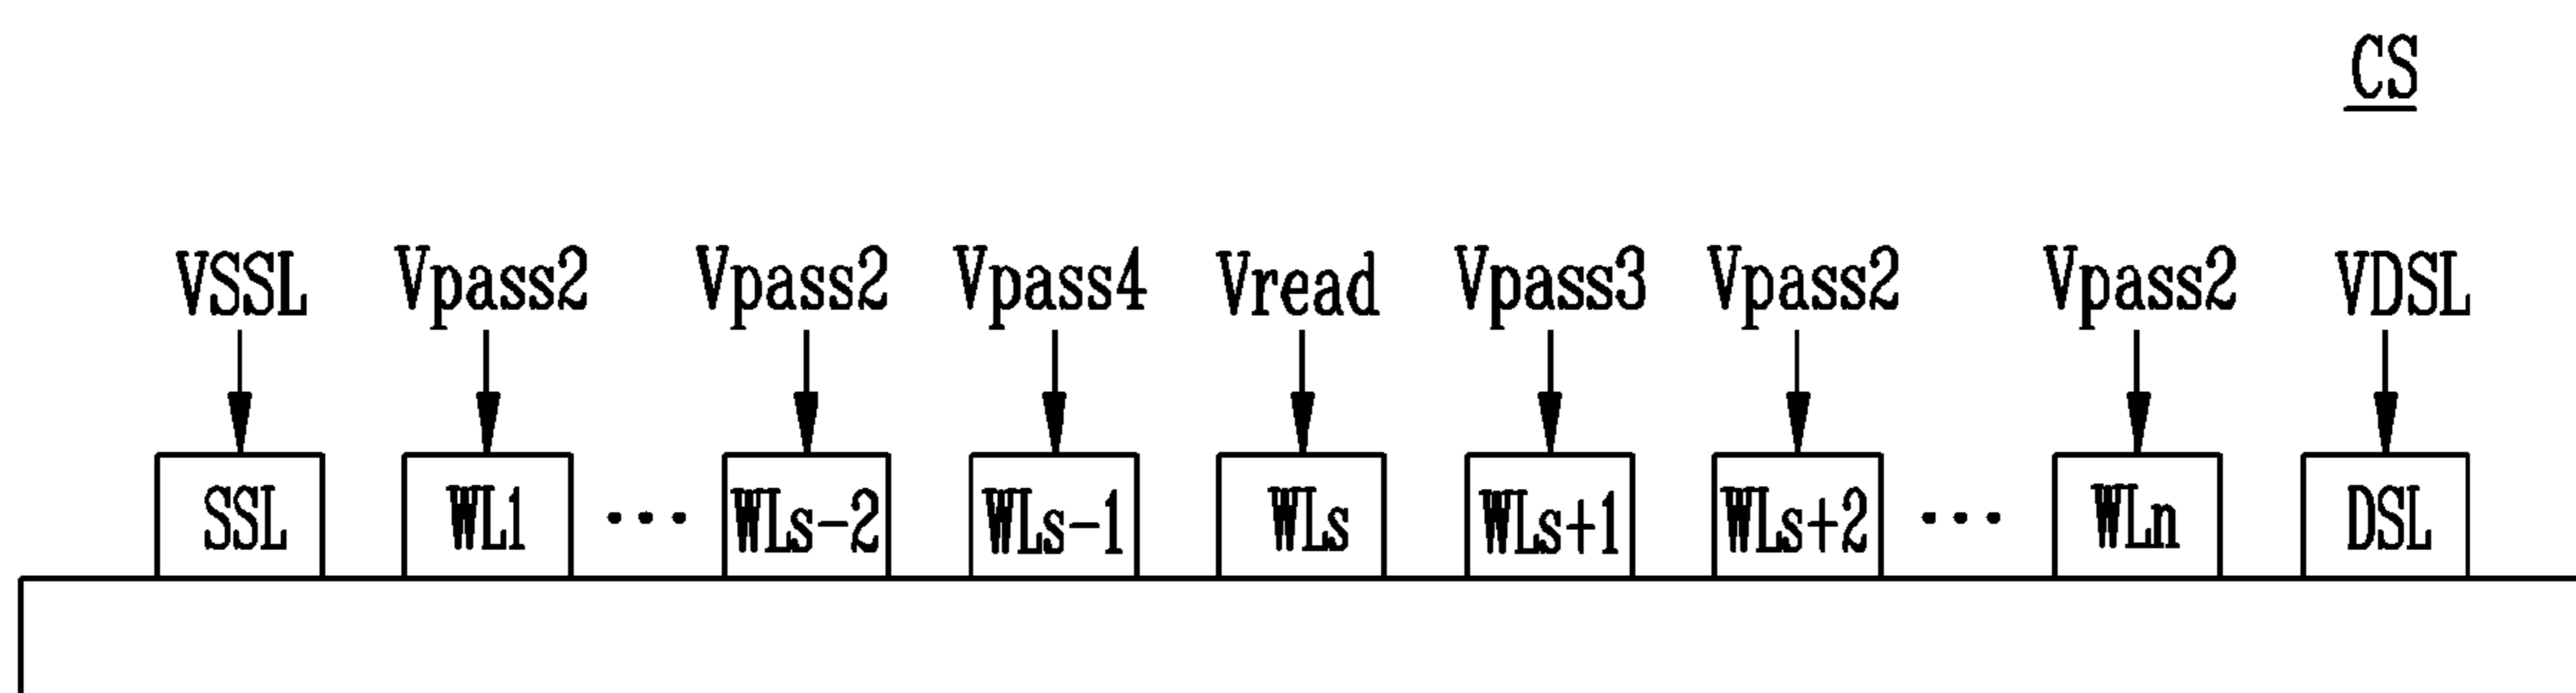 CS
VSSL Vpass2 Vpass2 Vpass4 Vread Vpass3 Vpass2 Vpass2 VDSL
SSL WL1 ... WLs-2 WLs-1 WLs WLs+1 WLs+2 ... WLn DSL